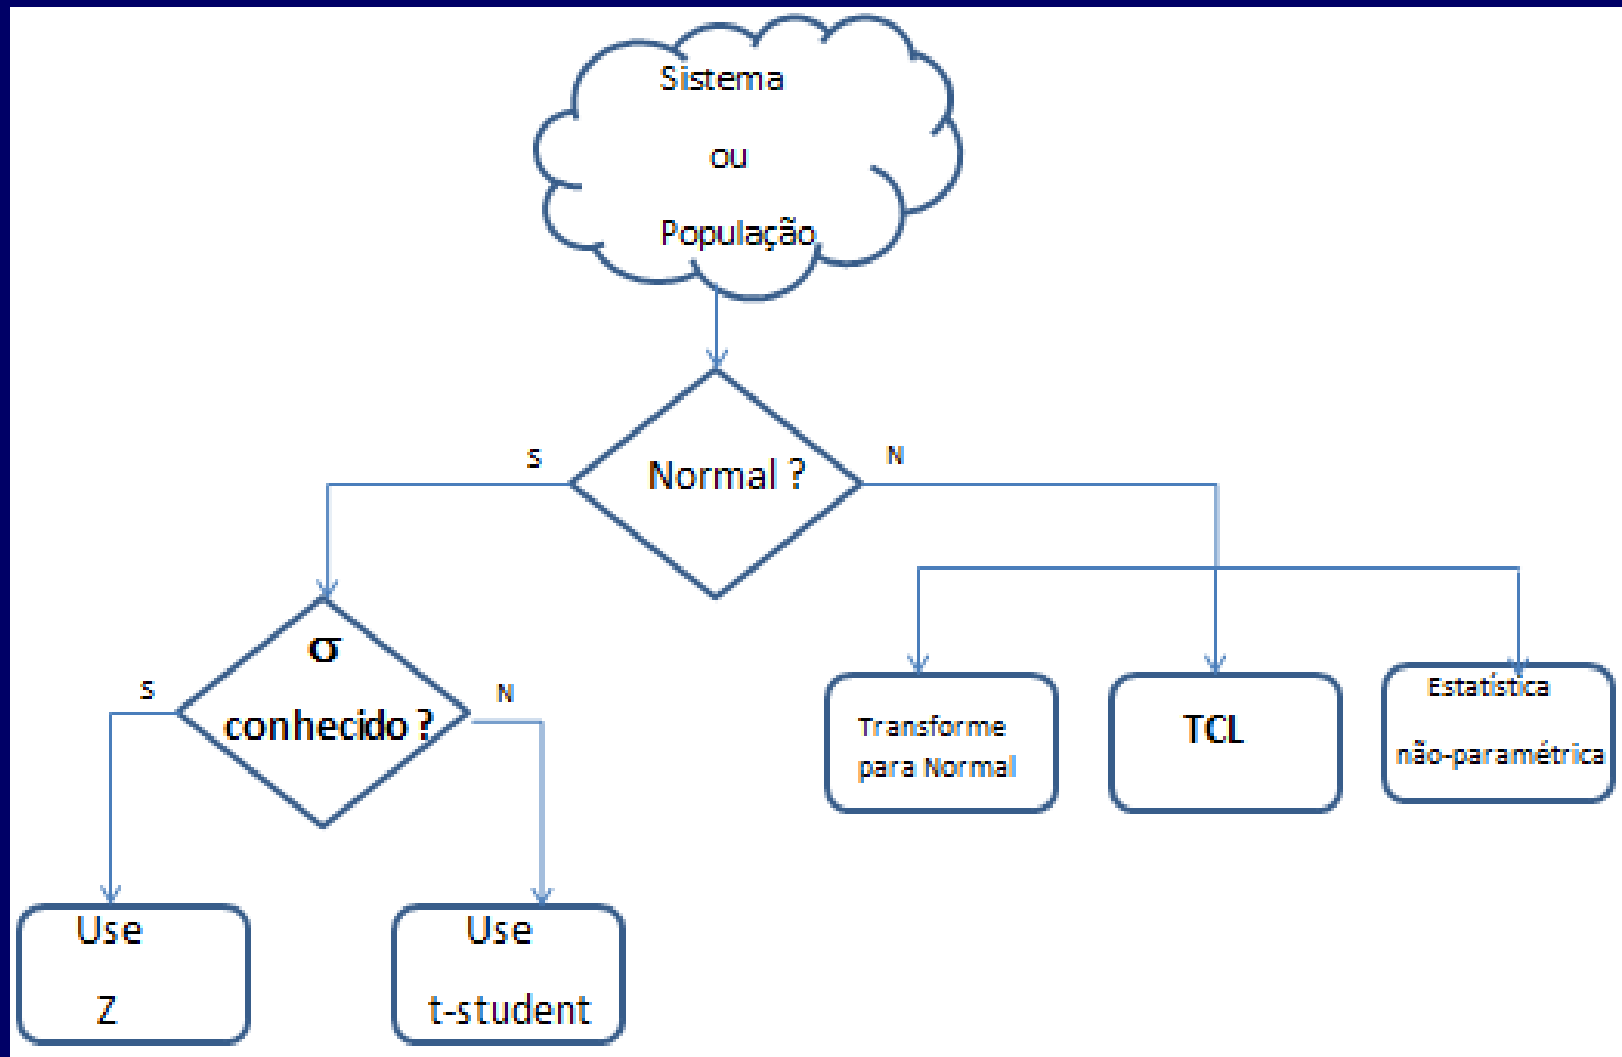 Sistema
ou
População
Normal ?
S
N
σ
conhecido ?
S
N
Use
Z
Use
t-student
Transforme
para Normal
TCL
Estatística
não-paramétrica